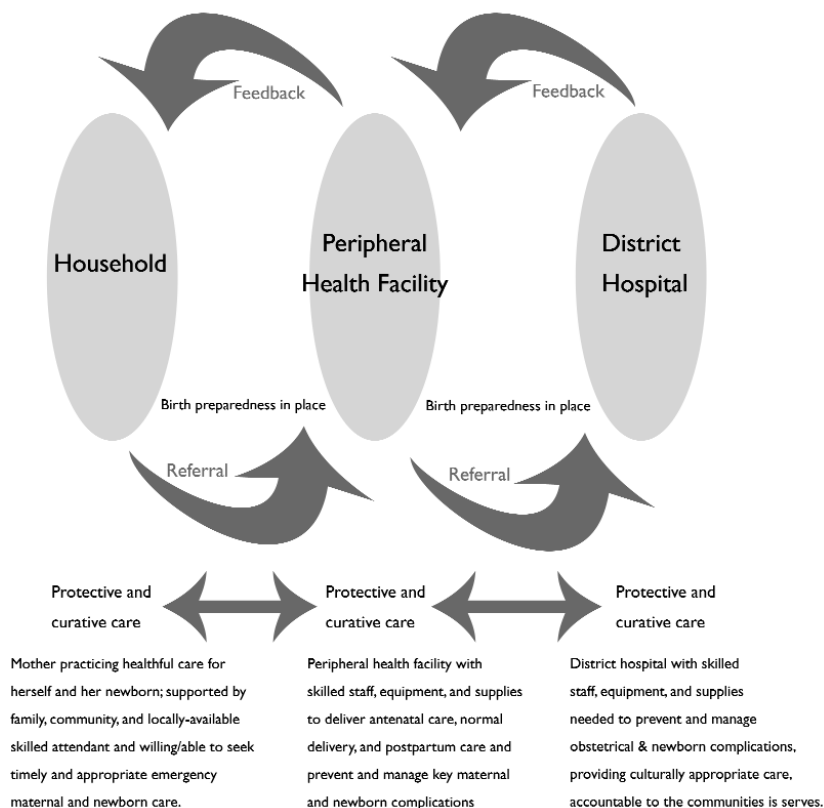 Feedback
Feedback
Household
Peripheral
Health Facility
District
Hospital
Birth preparedness in place
Birth preparedness in place
Referral
Referral
Protective and
curative care
Protective and
curative care
Protective and
curative care
Mother practicing healthful care for
herself and her newborn; supported by
family, community, and locally-available
skilled attendant and willing/able to seek
timely and appropriate emergency
maternal and newborn care.
Peripheral health facility with
skilled staff, equipment, and supplies
to deliver antenatal care, normal
delivery, and postpartum care and
prevent and manage key maternal
and newborn complications
District hospital with skilled
staff, equipment, and supplies
needed to prevent and manage
obstetrical & newborn complications,
providing culturally appropriate care,
accountable to the communities is serves.